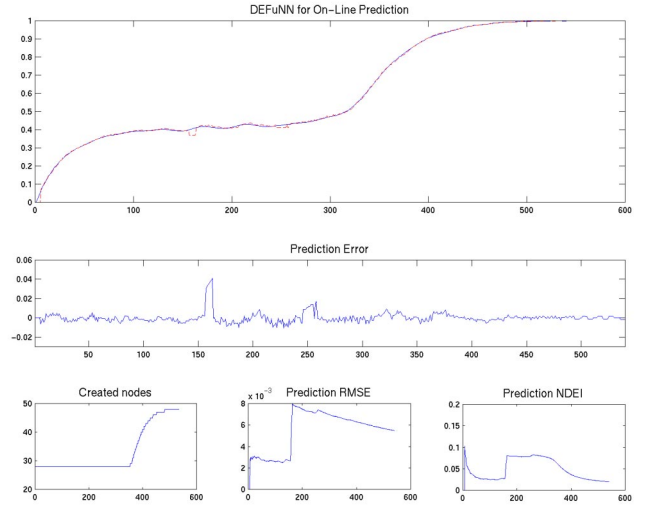 DEFuNN for On-Line Prediction
1
0.9
0.8
0.7
0.6
0.5
0.4
0.3
0.2
0.1
0
0 100 200 300 400 500 600
Prediction Error
0.06
0.04
0.02
0
-0.02
50 100 150 200 250 300 350 400 450 500
Created nodes
50
40
30
20
0 200 400 600
Prediction RMSE
x 10 -3
8
6
4
2
0
0 200 400 600
Prediction NDEI
0.2
0.15
0.1
0.05
0
0 200 400 600